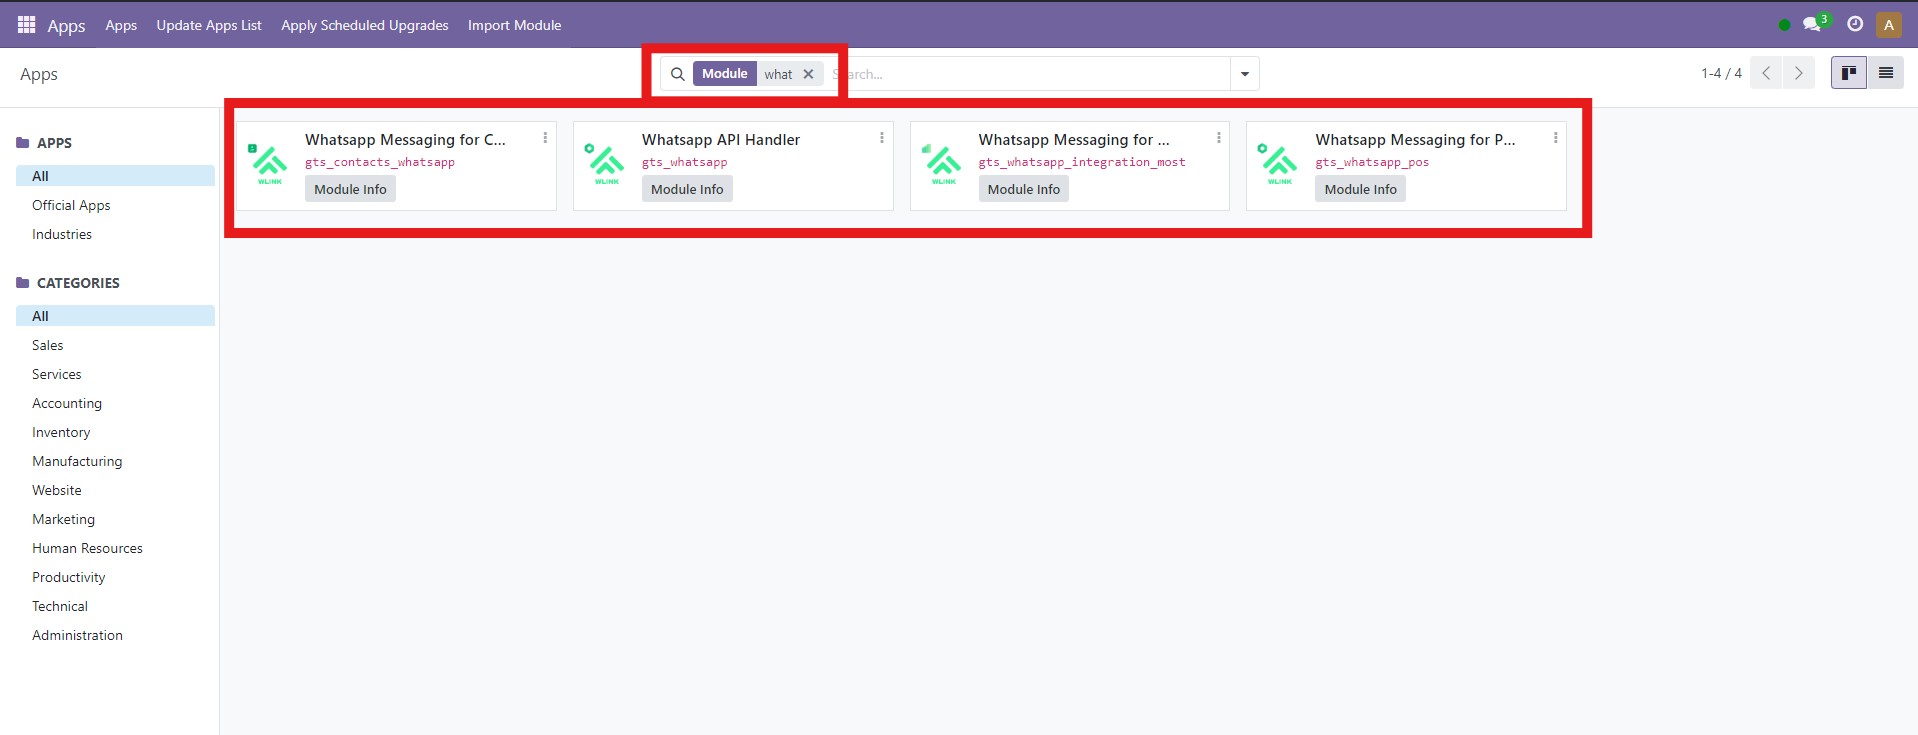 Apps Apps Update Apps List Apply Scheduled Upgrades Import Module 3 A
Apps Module what earch... 1-4 / 4
APPS
All
Official Apps
Industries
CATEGORIES
All
Sales
Services
Accounting
Inventory
Manufacturing
Website
Marketing
Human Resources
Productivity
Technical
Administration
Whatsapp Messaging for C...
gts_contacts_whatsapp
Module Info
WLINK
Whatsapp API Handler
gts_whatsapp
Module Info
WLINK
Whatsapp Messaging for ...
gts_whatsapp_integration_most
Module Info
WLINK
Whatsapp Messaging for P...
gts_whatsapp_pos
Module Info
WLINK